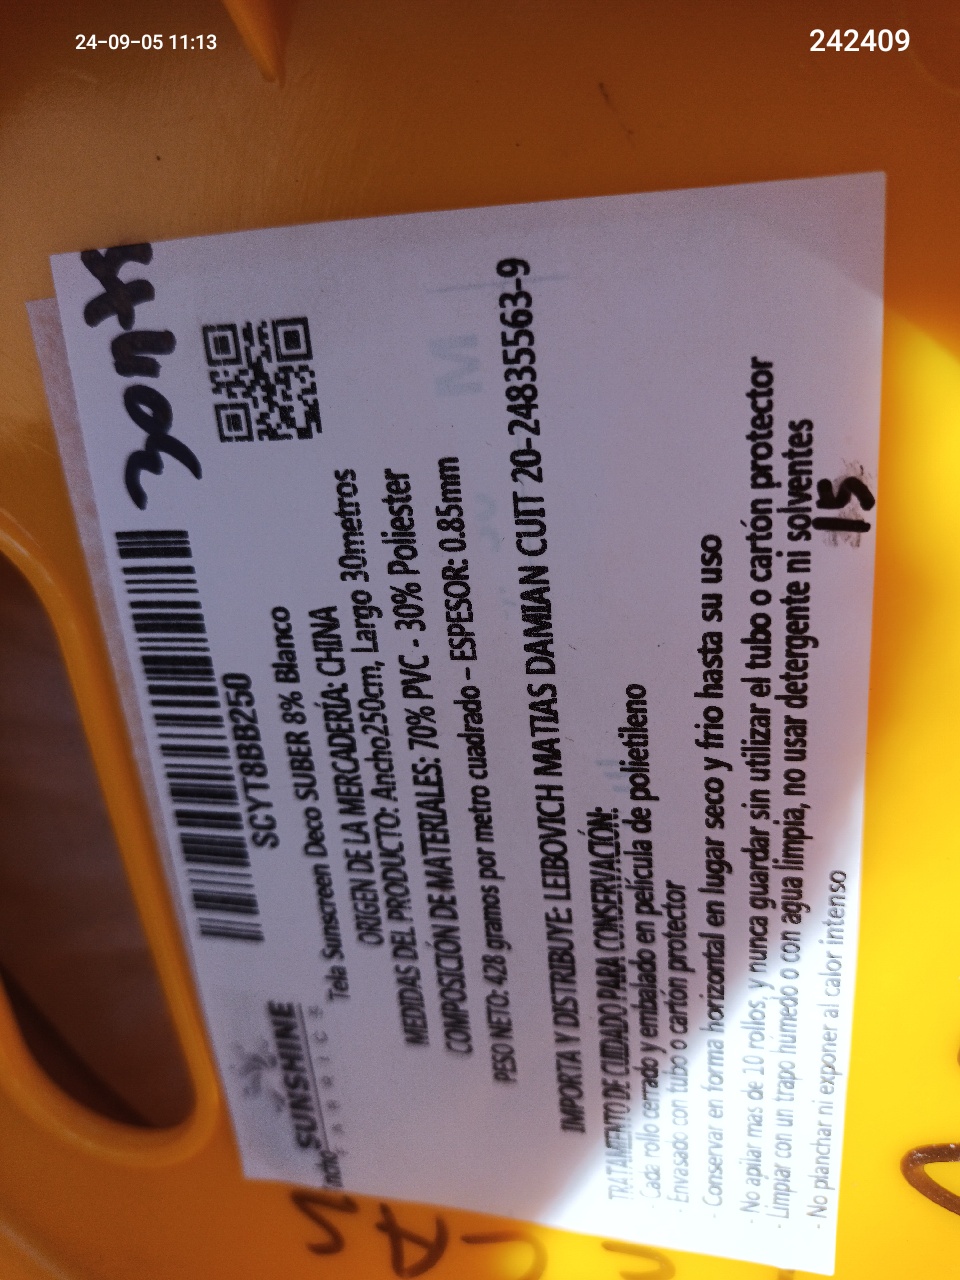 24-09-05 11:13
242409
30mx
SCYT8BB250
SUNSHINE
FABRICS
Tela Sunscreen Deco SUBER 8% Blanco
ORIGEN DE LA MERCADERÍA: CHINA
MEDIDAS DEL PRODUCTO: Ancho250cm, Largo 30metros
COMPOSICIÓN DE MATERIALES: 70% PVC - 30% Poliester
PESO NETO: 428 gramos por metro cuadrado – ESPESOR: 0.85mm
IMPORTA Y DISTRIBUYE: LEIBOVICH MATIAS DAMIAN CUIT 20-24835563-9
TRATAMIENTO DE CUIDADO PARA CONSERVACIÓN:
- Cada rollo cerrado y embalado en película de polietileno
- Envasado con tubo o cartón protector
- Conservar en forma horizontal en lugar seco y frio hasta su uso
- No apilar mas de 10 rollos, y nunca guardar sin utilizar el tubo o cartón protector
- Limpiar con un trapo húmedo o con agua limpia, no usar detergente ni solventes
- No planchar ni exponer al calor intenso
15